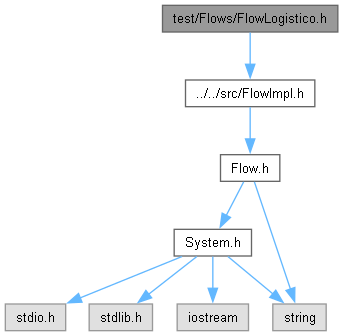 test/Flows/FlowLogistico.h
../../src/FlowImpl.h
Flow.h
System.h
stdio.h
stdlib.h
iostream
string